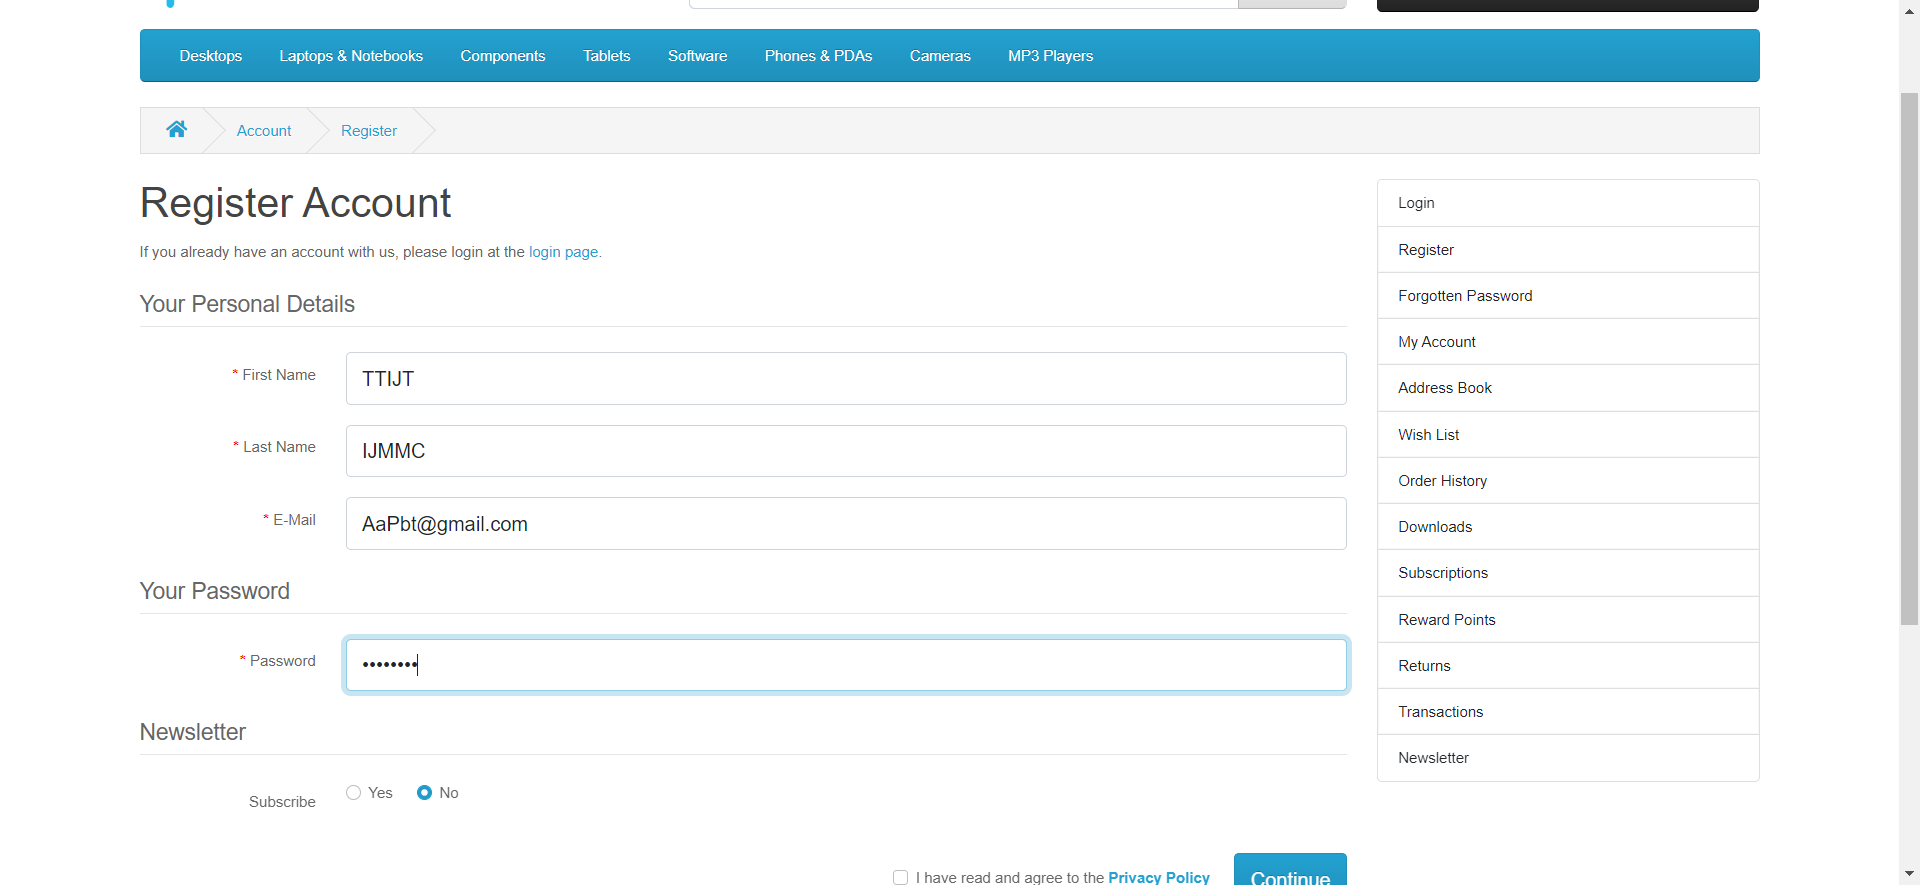 Desktops Laptops & Notebooks Components Tablets Software Phones & PDAs Cameras MP3 Players
Account Register
Register Account
If you already have an account with us, please login at the login page.
Your Personal Details
* First Name TTIJT
* Last Name IJMMC
* E-Mail AaPbt@gmail.com
Your Password
* Password ••••••••
Newsletter
Subscribe Yes No
I have read and agree to the Privacy Policy Continue
Login
Register
Forgotten Password
My Account
Address Book
Wish List
Order History
Downloads
Subscriptions
Reward Points
Returns
Transactions
Newsletter